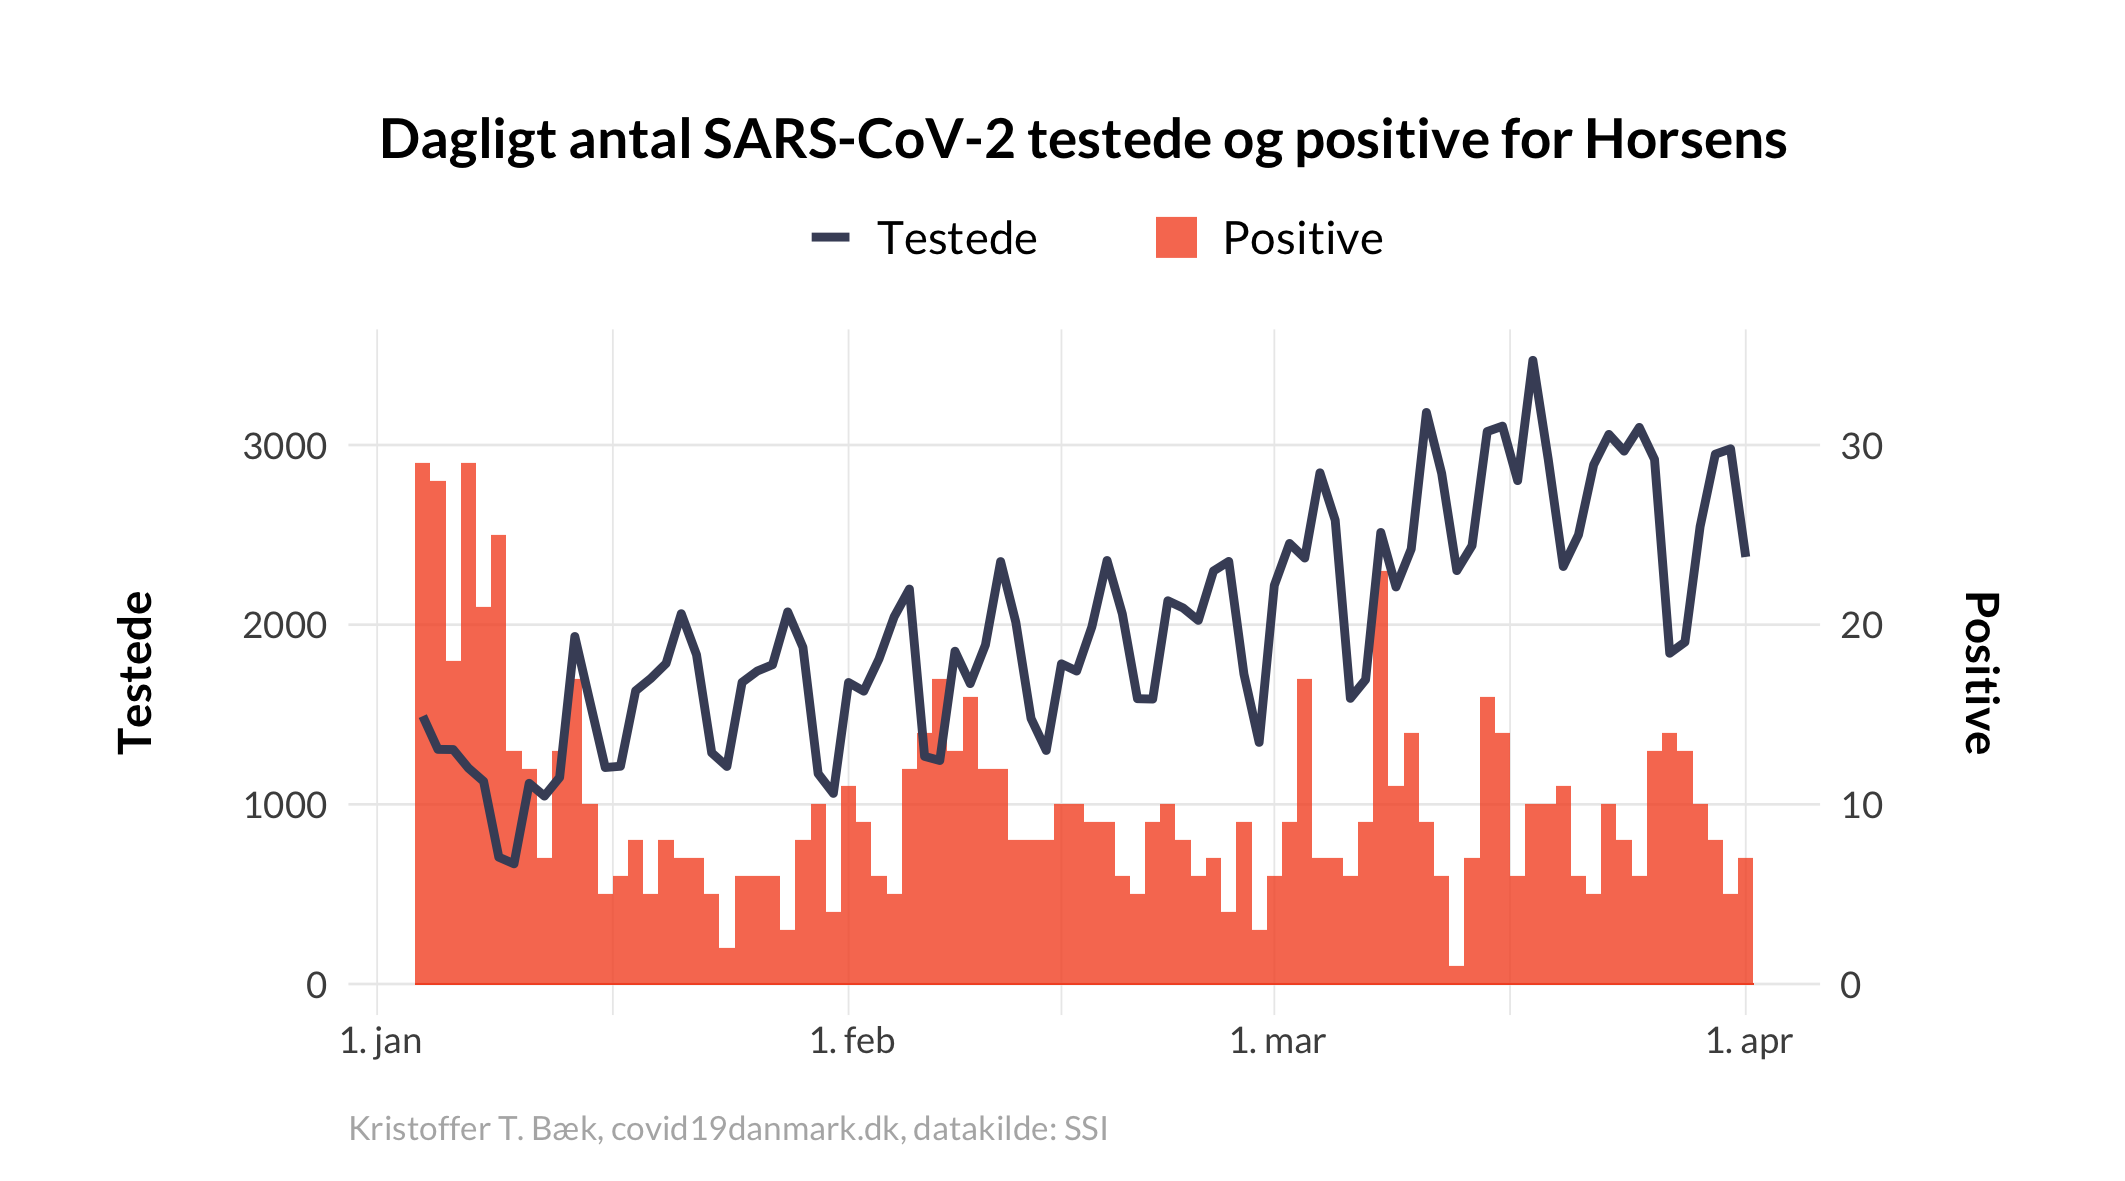 Dagligt antal SARS-CoV-2 testede og positive for Horsens
Testede
Positive
3000
2000
1000
0
30
20
10
0
Testede
Positive
1. jan
1. feb
1. mar
1. apr
Kristoffer T. Bæk, covid19danmark.dk, datakilde: SSI